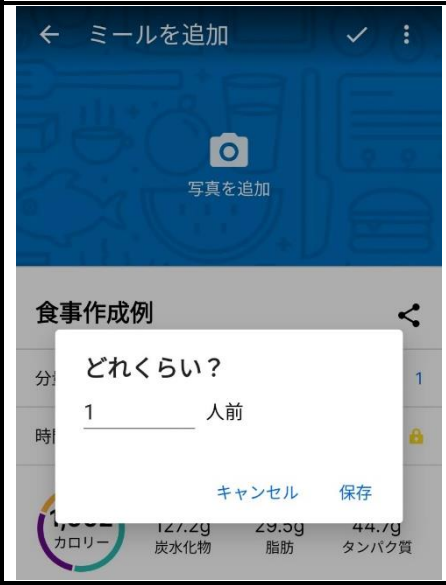 ミールを追加
写真を追加
食事作成例
どれくらい？
1
1 人前
キャンセル 保存
127.2g 29.5g 44.7g
カロリー 炭水化物 脂肪 タンパク質